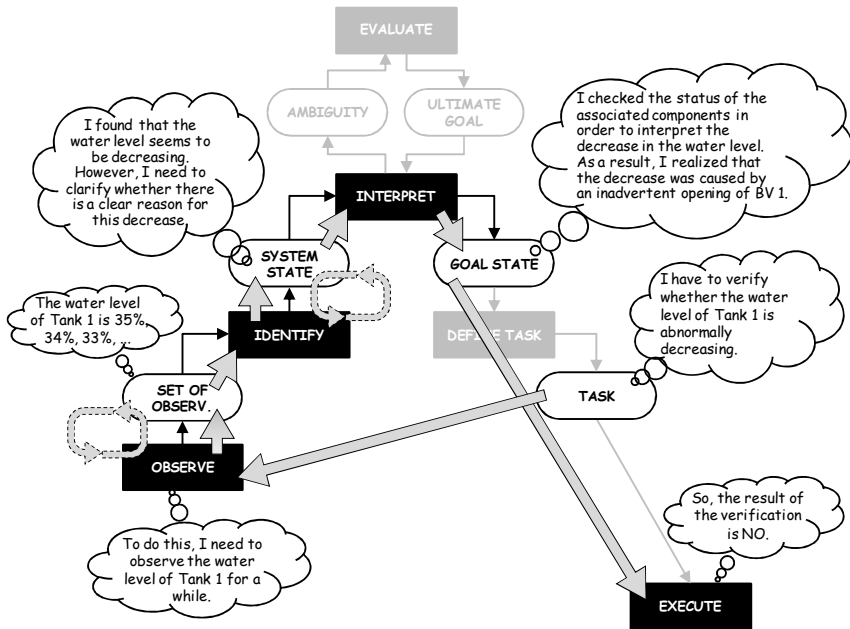 EVALUATE
AMBIGUITY
ULTIMATE
GOAL
I found that the
water level seems to
be decreasing.
However, I need to
clarify whether there
is a clear reason for
this decrease.
I checked the status of the
associated components in
order to interpret the
decrease in the water level.
As a result, I realized that
the decrease was caused by
an inadvertent opening of BV 1.
INTERPRET
SYSTEM
STATE
GOAL STATE
The water level
of Tank 1 is 35%,
34%, 33%, ...
IDENTIFY
DEFINE TASK
I have to verify
whether the water
level of Tank 1 is
abnormally
decreasing.
SET OF
OBSERV.
TASK
OBSERVE
To do this, I need to
observe the water
level of Tank 1 for a
while.
So, the result of
the verification
is NO.
EXECUTE